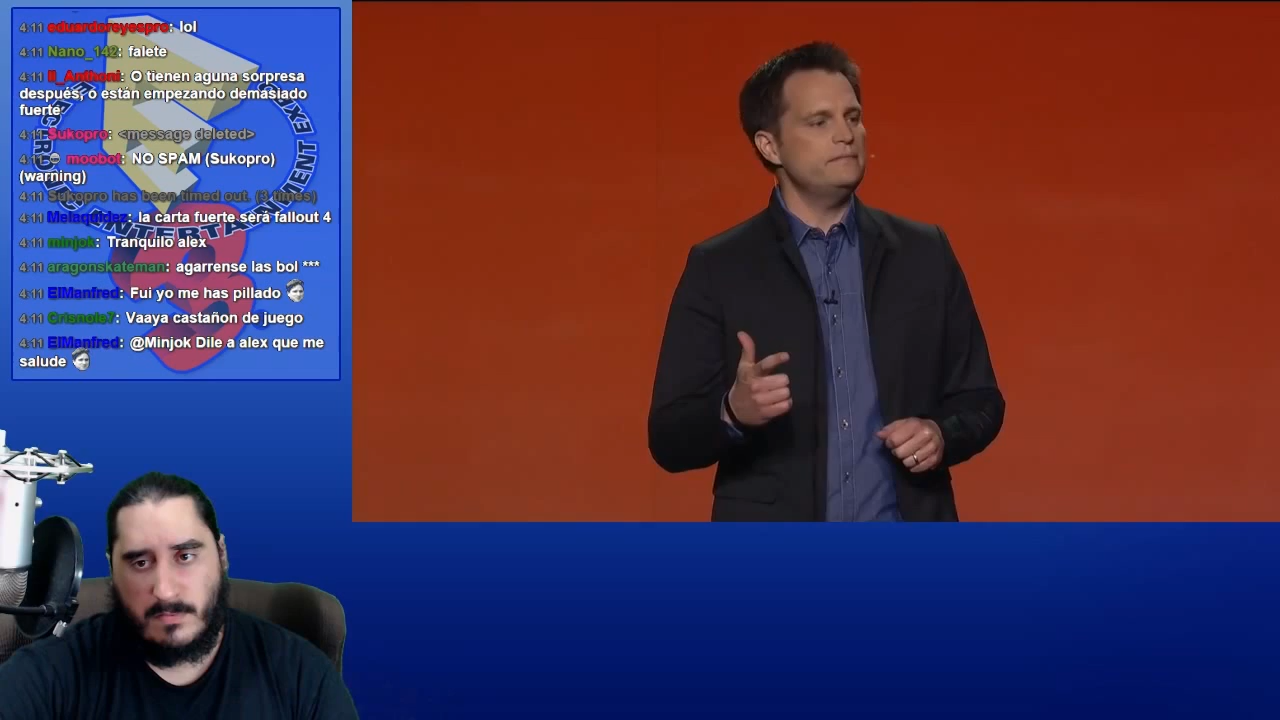 4:11 eduardoreyespro: lol
4:11 Nano_142: falete
4:11 Il_Anthoni: O tienen aguna sorpresa
después, o están empezando demasiado
fuerte
4:11 Sukopro: <message deleted>
4:11 moobot: NO SPAM (Sukopro)
(warning)
4:11 Sukopro has been timed out. (3 times)
4:11 Melaquidez: la carta fuerte será fallout 4
4:11 minjok: Tranquilo alex
4:11 aragonskateman: agarrense las bol ***
4:11 ElManfred: Fui yo me has pillado
4:11 Crisnole7: Vaaya castañon de juego
4:11 ElManfred: @Minjok Dile a alex que me
salude
ENTERTAINMENT